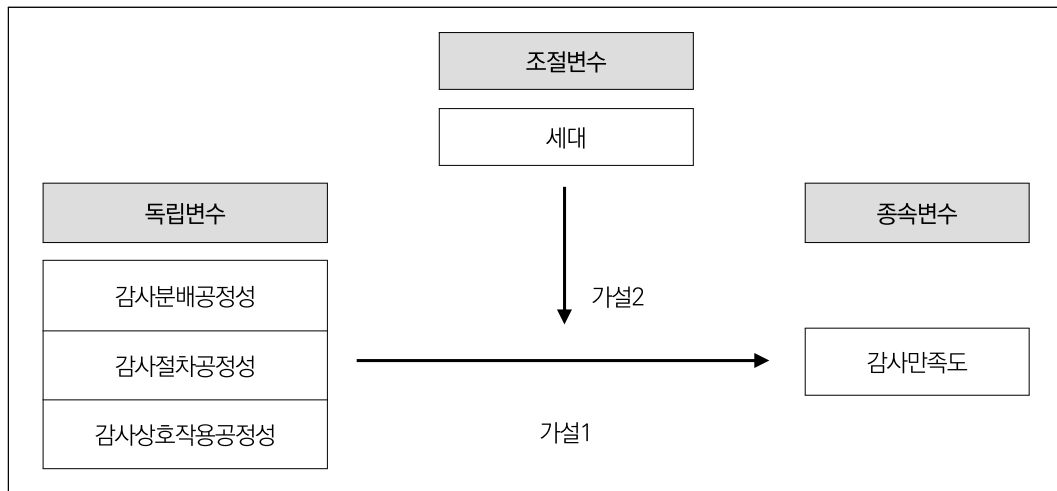 조절변수
세대
독립변수
종속변수
감사분배공정성
가설2
감사절차공정성
감사만족도
감사상호작용공정성
가설1